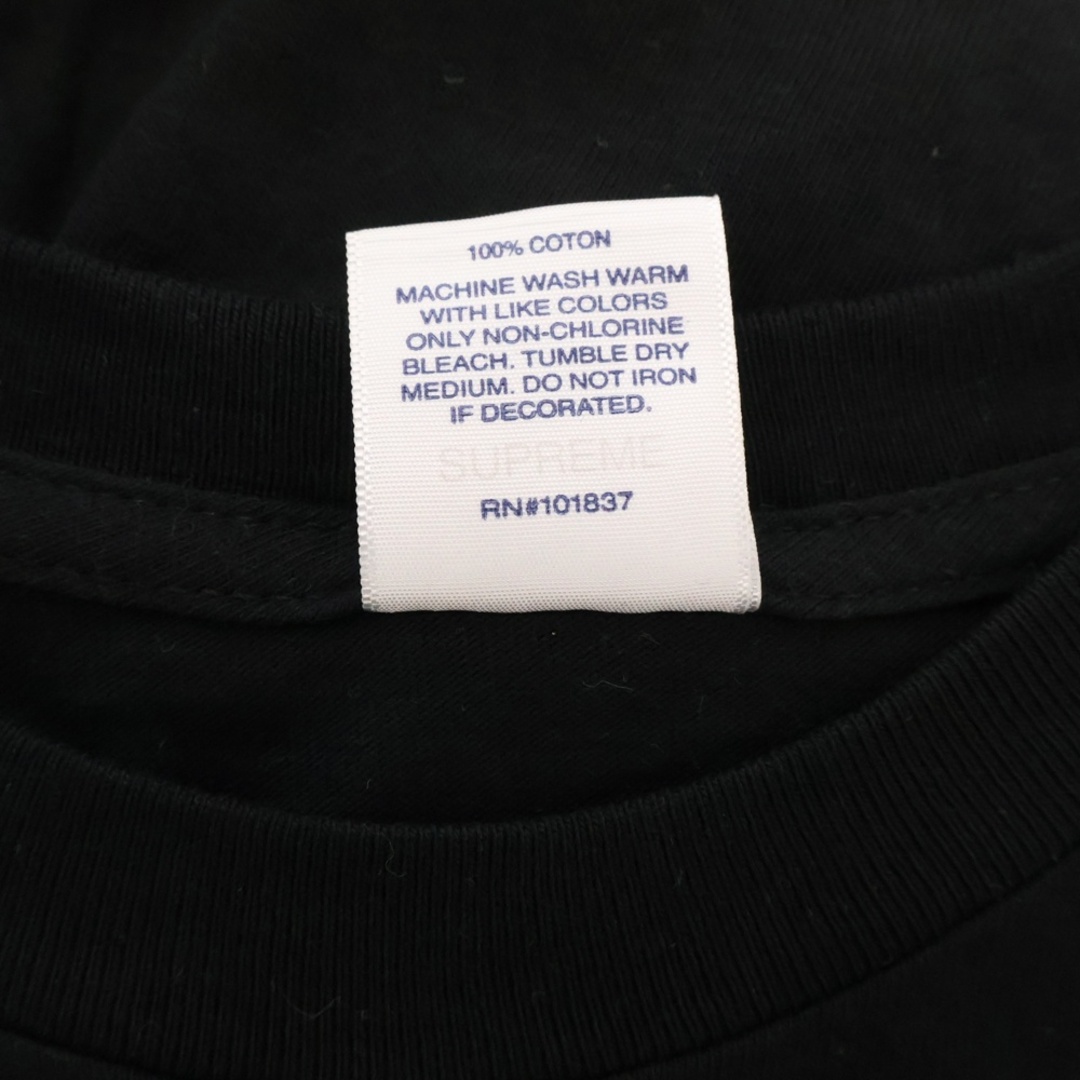 100% COTON
MACHINE WASH WARM
WITH LIKE COLORS
ONLY NON-CHLORINE
BLEACH. TUMBLE DRY
MEDIUM. DO NOT IRON
IF DECORATED.
SUPREME
RN#101837